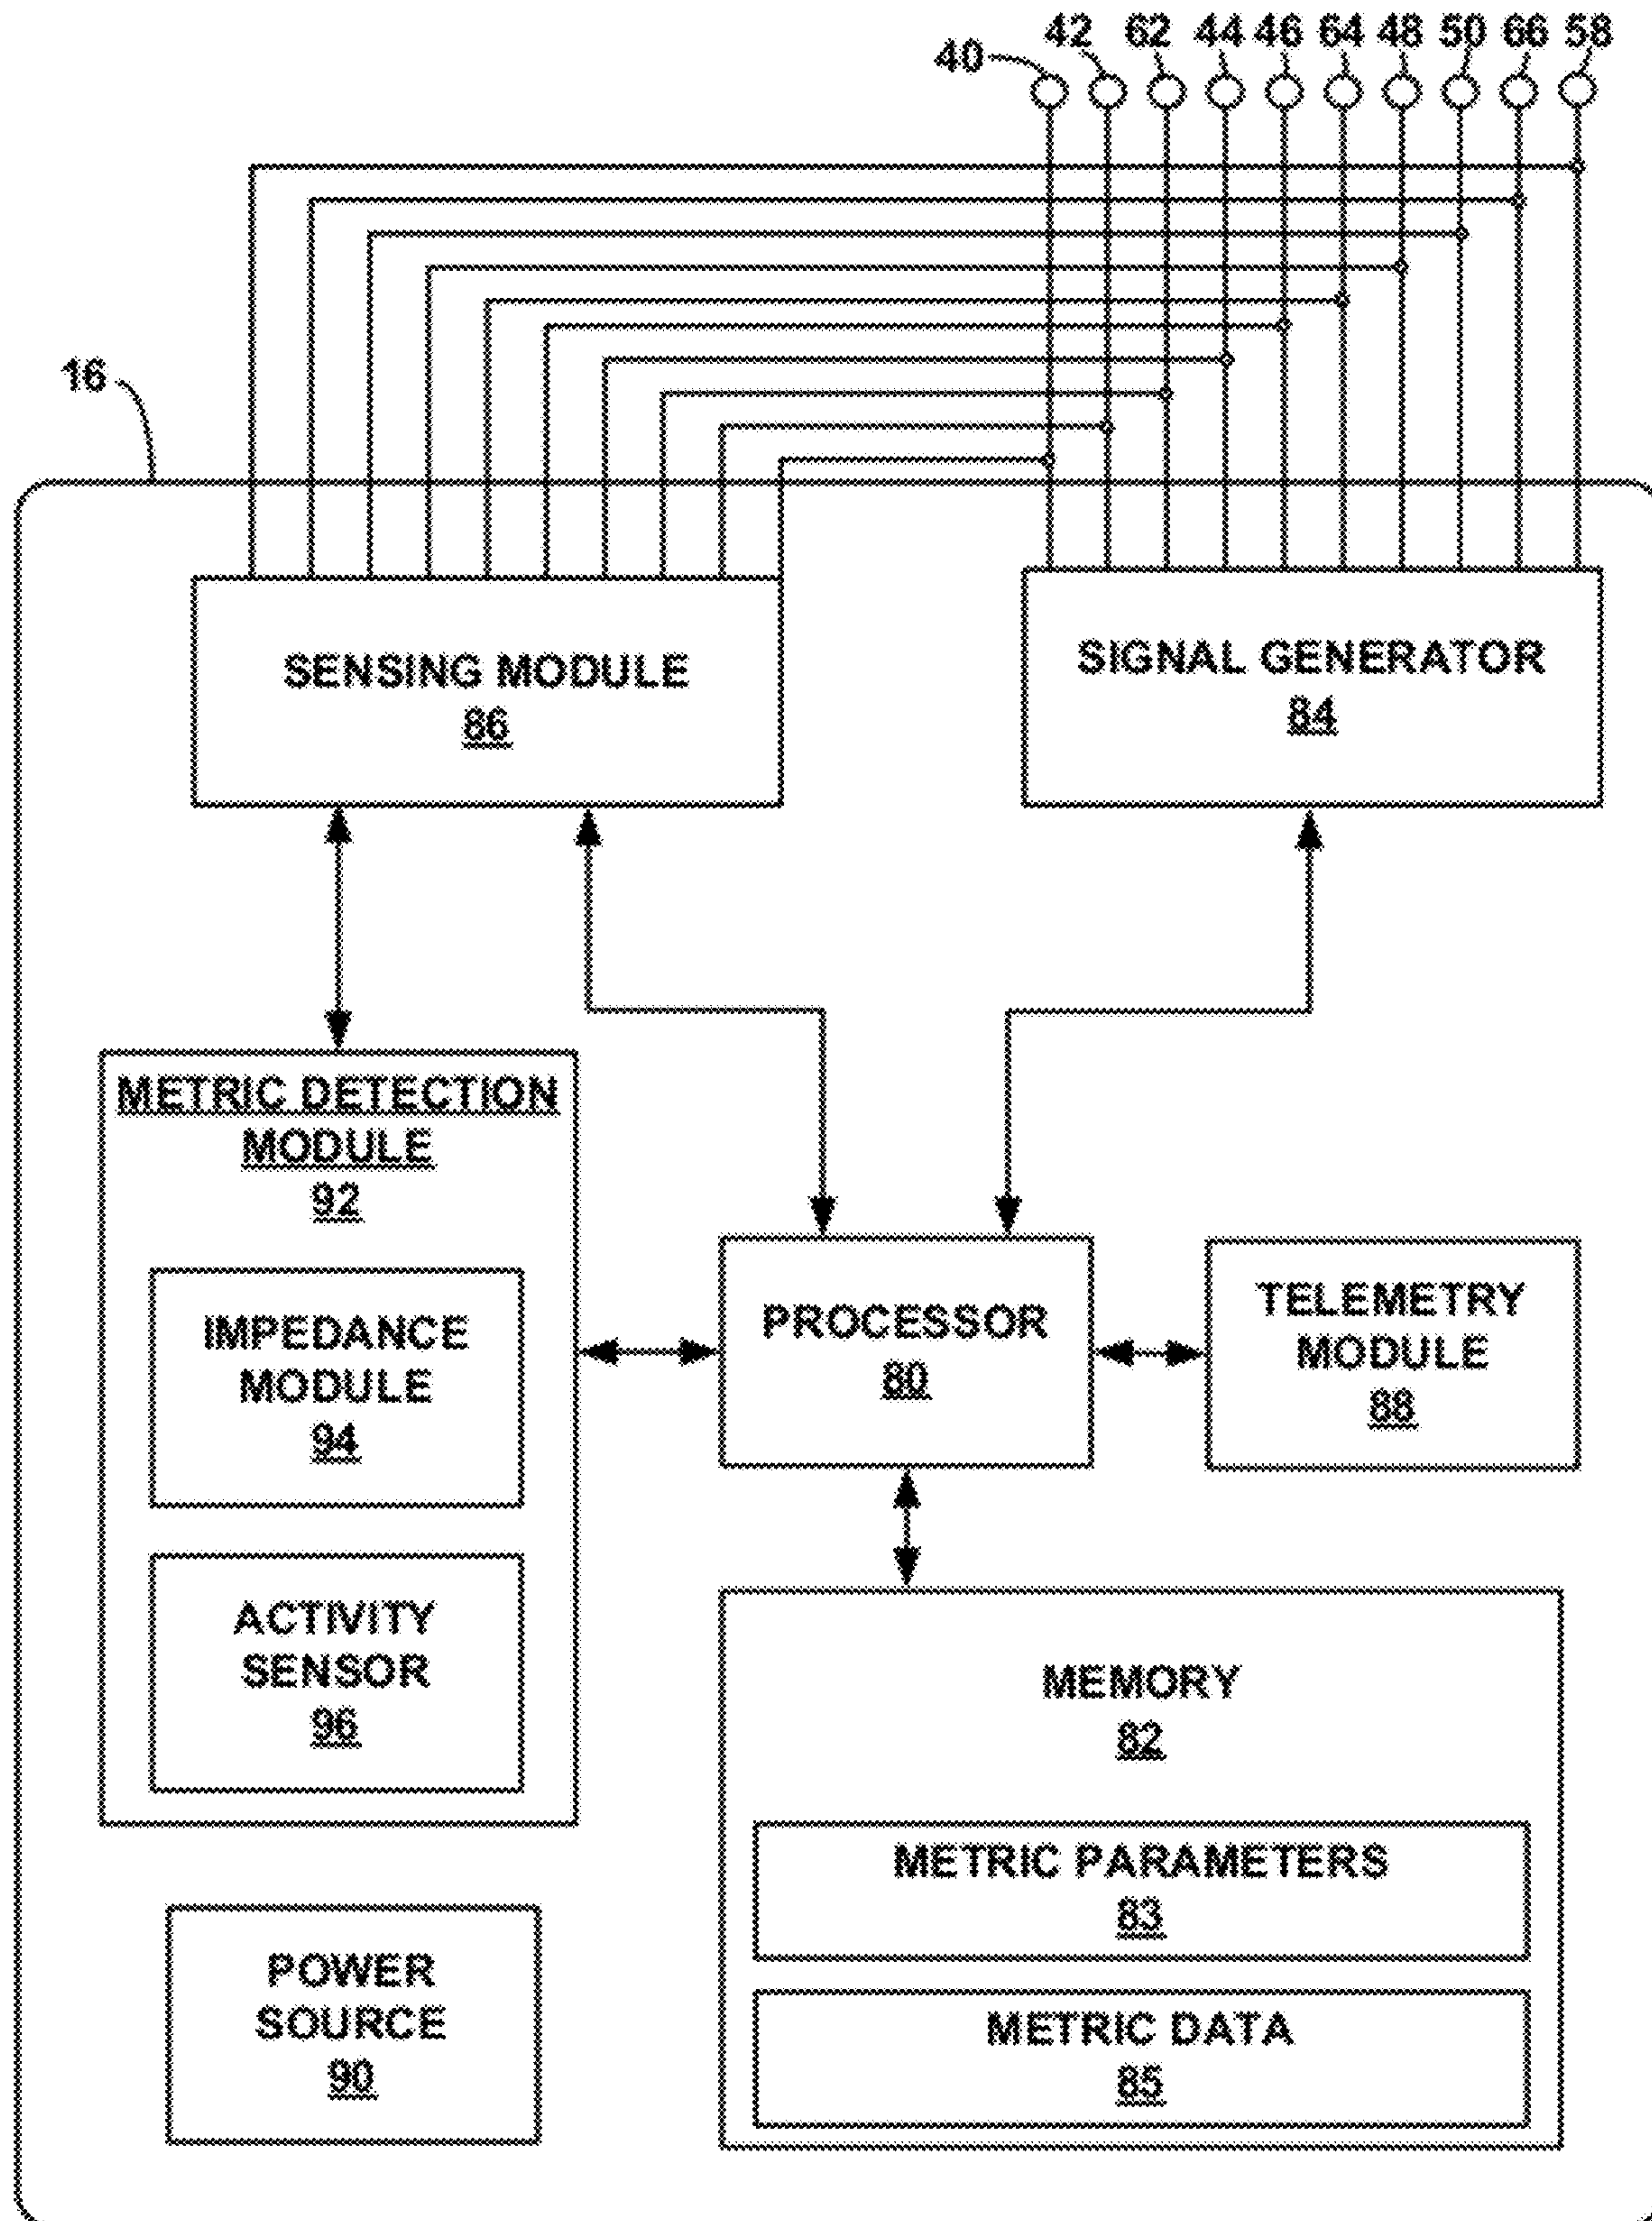 40 42 62 44 46 64 48 50 66 58
16
SENSING MODULE
86
SIGNAL GENERATOR
84
METRIC DETECTION
MODULE
92
IMPEDANCE
MODULE
94
ACTIVITY
SENSOR
96
PROCESSOR
80
TELEMETRY
MODULE
88
MEMORY
82
METRIC PARAMETERS
83
METRIC DATA
85
POWER
SOURCE
90